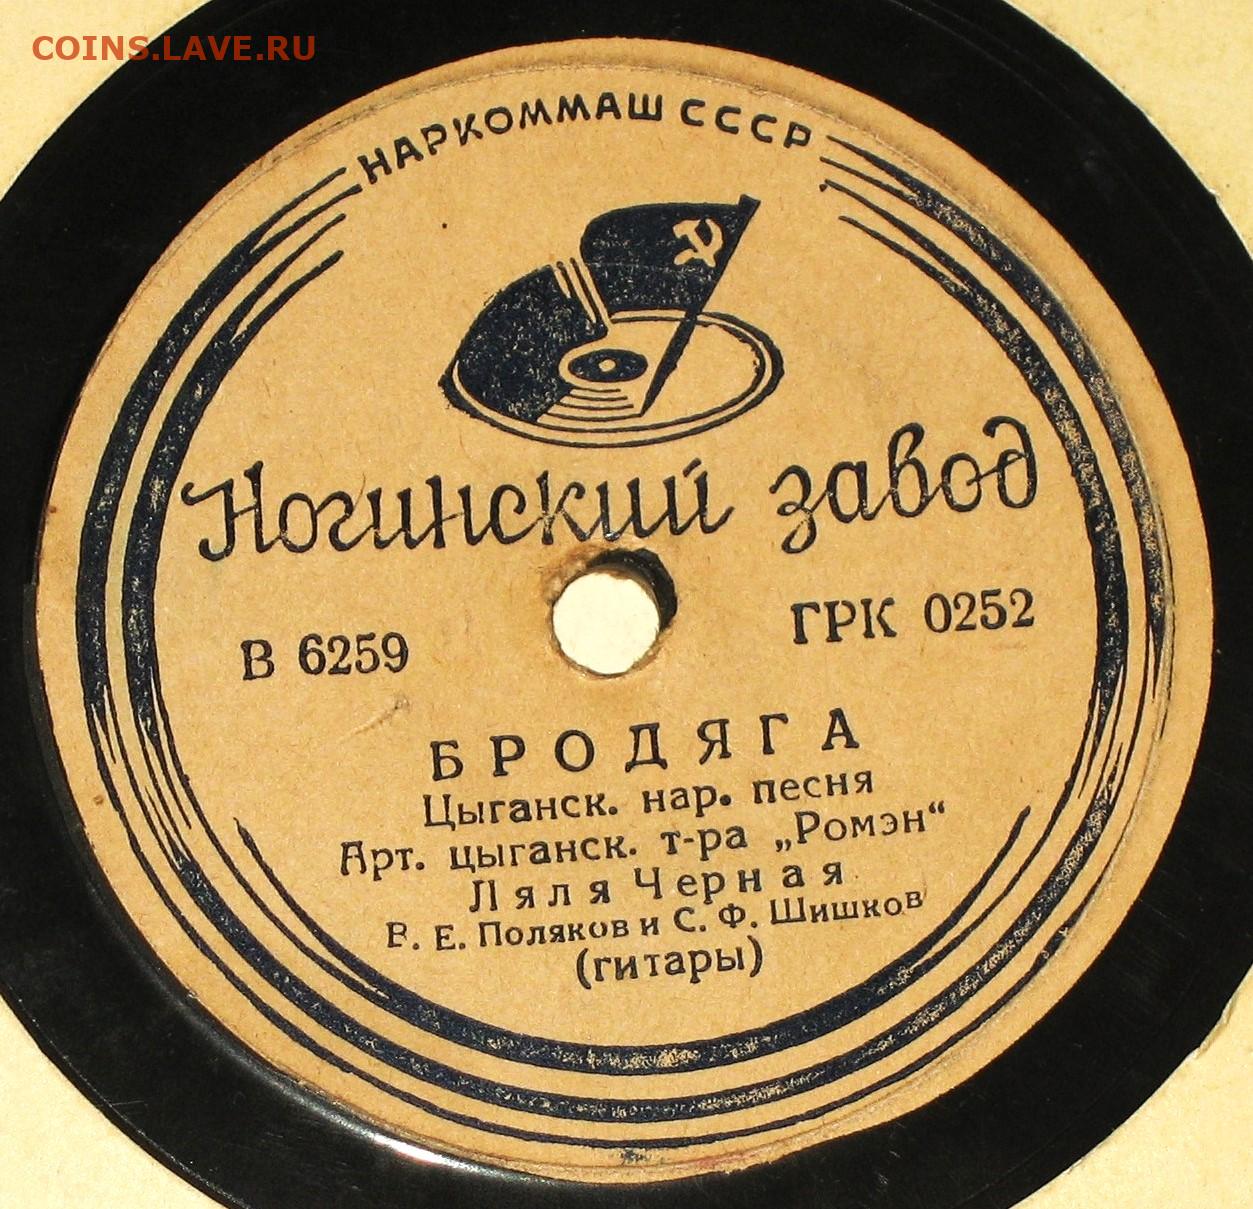 COINS.LAVE.RU
НАРКОММАШ СССР
Ногинский завод
В 6259 ГРК 0252
БРОДЯГА
Цыганск. нар. песня
Арт. цыганск. т-ра „Ромэн“
Ляля Черная
В. Е. Поляков и С. Ф. Шишков
(гитары)